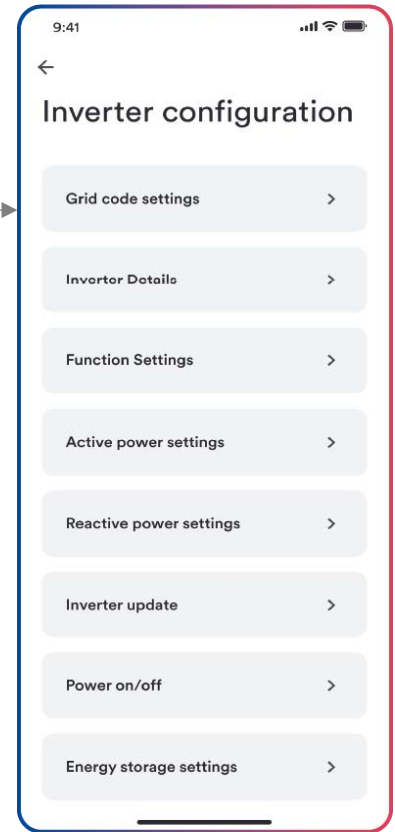 9:41
Inverter configuration
Grid code settings
Inverter Details
Function Settings
Active power settings
Reactive power settings
Inverter update
Power on/off
Energy storage settings